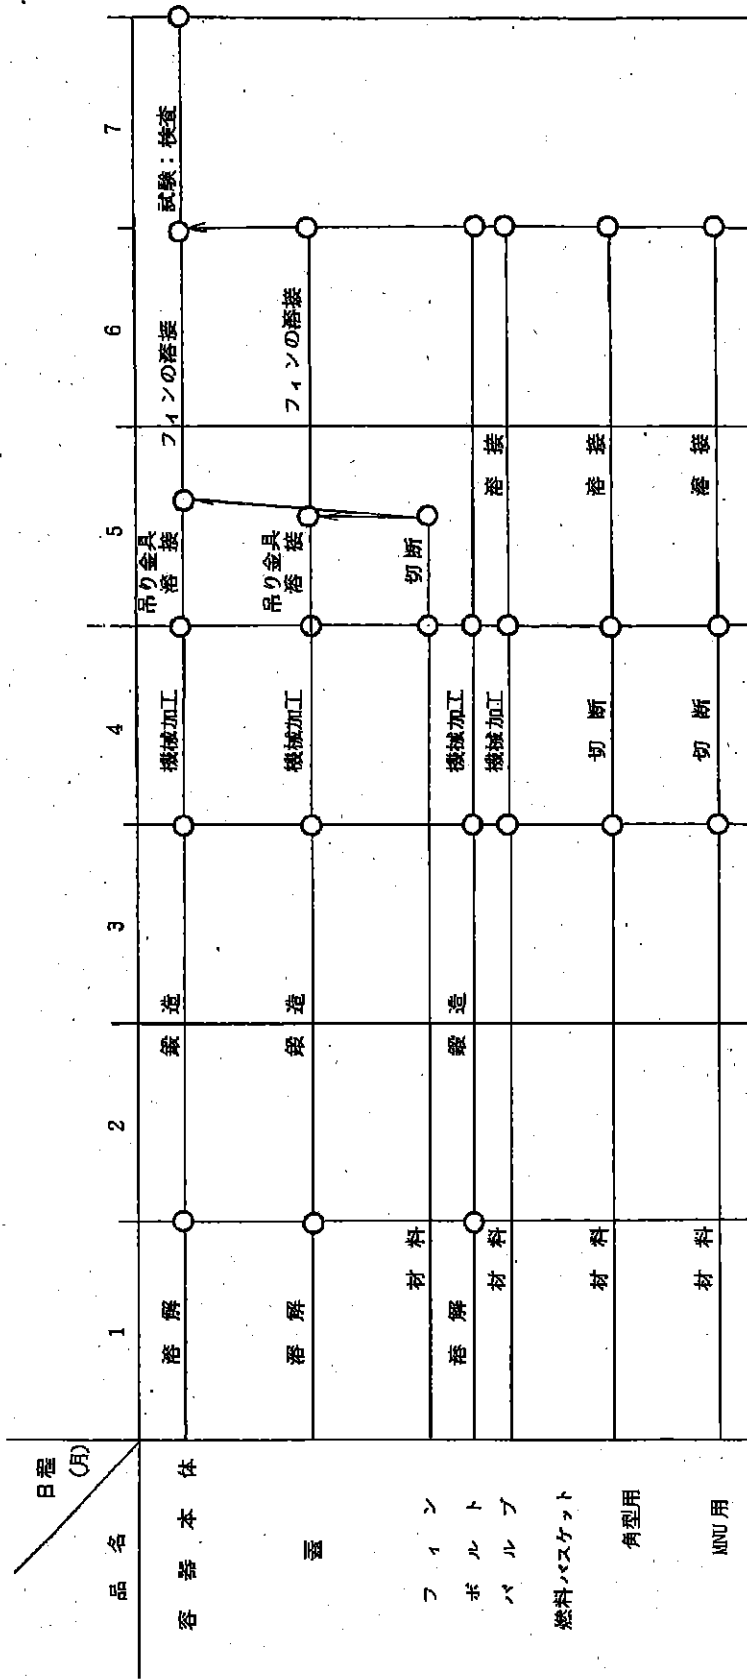 日程
(月)
品名
1 2 3 4 5 6 7
容器本体
溶解 鍛造 機械加工 吊り金具
溶接 フィンの溶接 試験:検査
蓋
溶解 鍛造 機械加工 吊り金具
溶接 フィンの溶接
フィン
材料 切断
ボルト
溶解 鍛造 機械加工
バルブ
材料 機械加工 溶接
燃料バスケット
角型用
材料 切断 溶接
MNU用
材料 切断 溶接